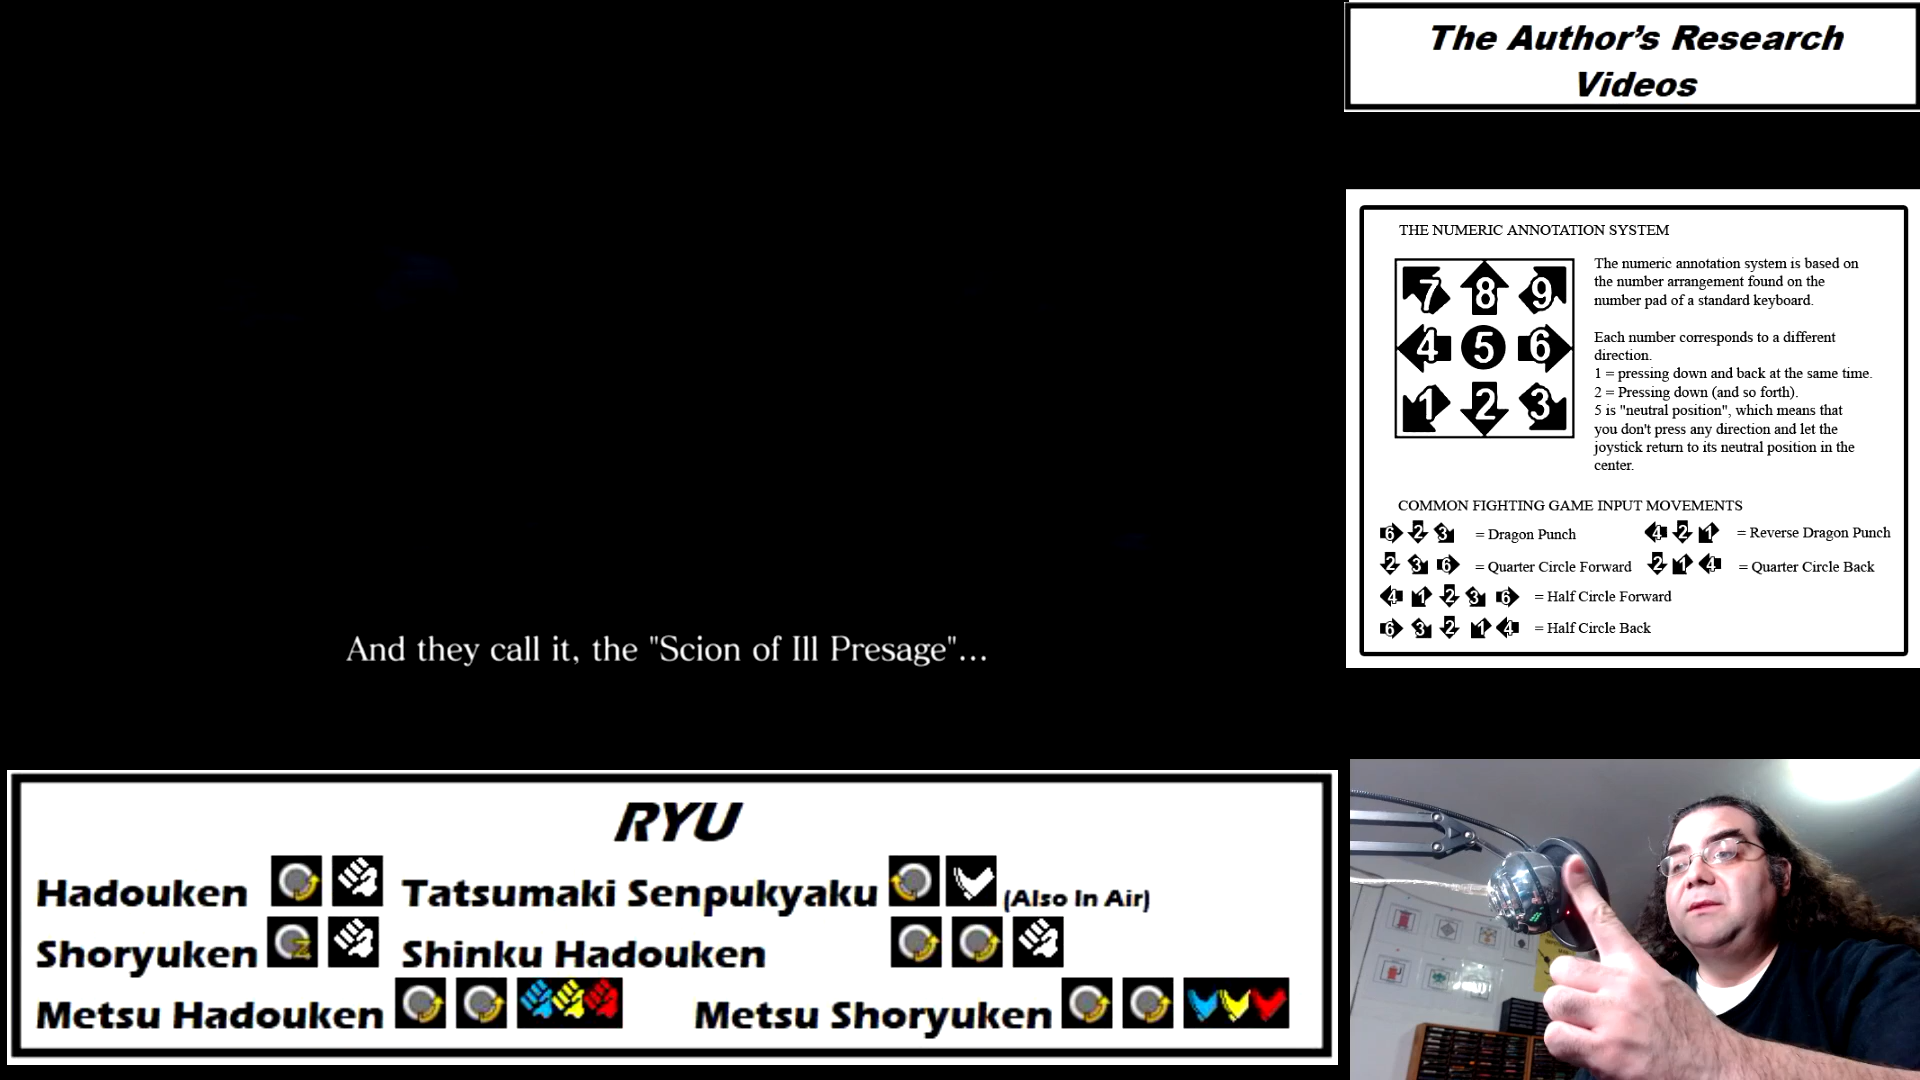 The Author's Research
Videos
THE NUMERIC ANNOTATION SYSTEM
7 8 9
4 5 6
1 2 3
The numeric annotation system is based on
the number arrangement found on the
number pad of a standard keyboard.
Each number corresponds to a different
direction.
1 = pressing down and back at the same time.
2 = Pressing down (and so forth).
5 is "neutral position", which means that
you don't press any direction and let the
joystick return to its neutral position in the
center.
COMMON FIGHTING GAME INPUT MOVEMENTS
6 2 3 = Dragon Punch
4 2 1 = Reverse Dragon Punch
2 3 6 = Quarter Circle Forward
2 1 4 = Quarter Circle Back
4 1 2 3 6 = Half Circle Forward
6 3 2 1 4 = Half Circle Back
And they call it, the "Scion of Ill Presage"...
RYU
Hadouken Tatsumaki Senpukyaku (Also In Air)
Shoryuken Shinku Hadouken
Metsu Hadouken Metsu Shoryuken